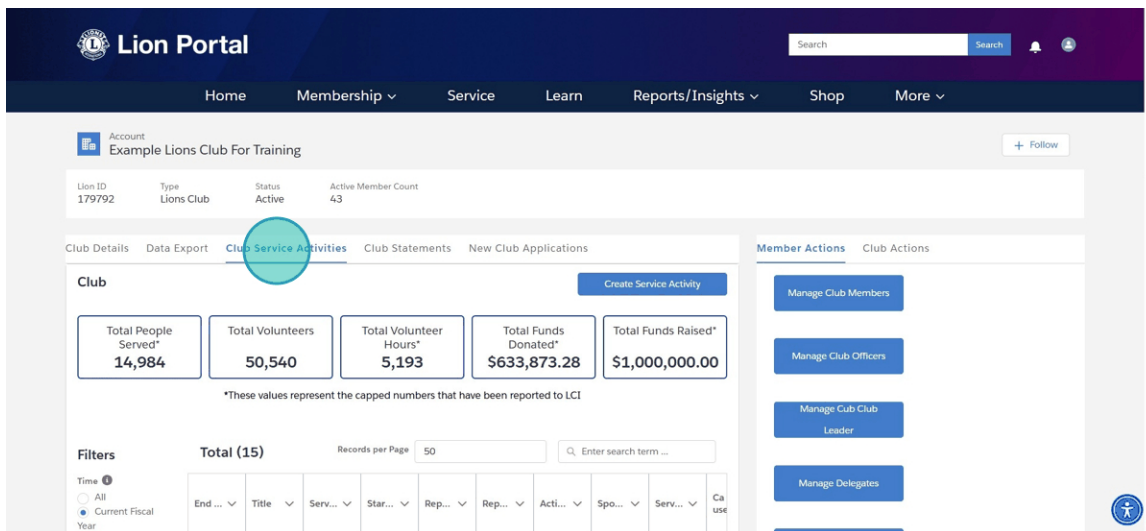 Lion Portal
Search
Search
Home Membership Service Learn Reports/Insights Shop More
Account
Example Lions Club For Training
+ Follow
Lion ID Type Status Active Member Count
179792 Lions Club Active 43
Club Details Data Export Club Service Activities Club Statements New Club Applications
Member Actions Club Actions
Club
Create Service Activity
Manage Club Members
Total People Served* Total Volunteers Total Volunteer Hours* Total Funds Donated* Total Funds Raised*
14,984 50,540 5,193 $633,873.28 $1,000,000.00
Manage Club Officers
*These values represent the capped numbers that have been reported to LCI
Manage Cub Club
Leader
Filters
Total (15)
Records per Page 50
Enter search term ...
Manage Delegates
Time
All
Current Fiscal
Year
End ... Title Serv... Star... Rep... Rep... Acti... Spo... Serv... Ca
use